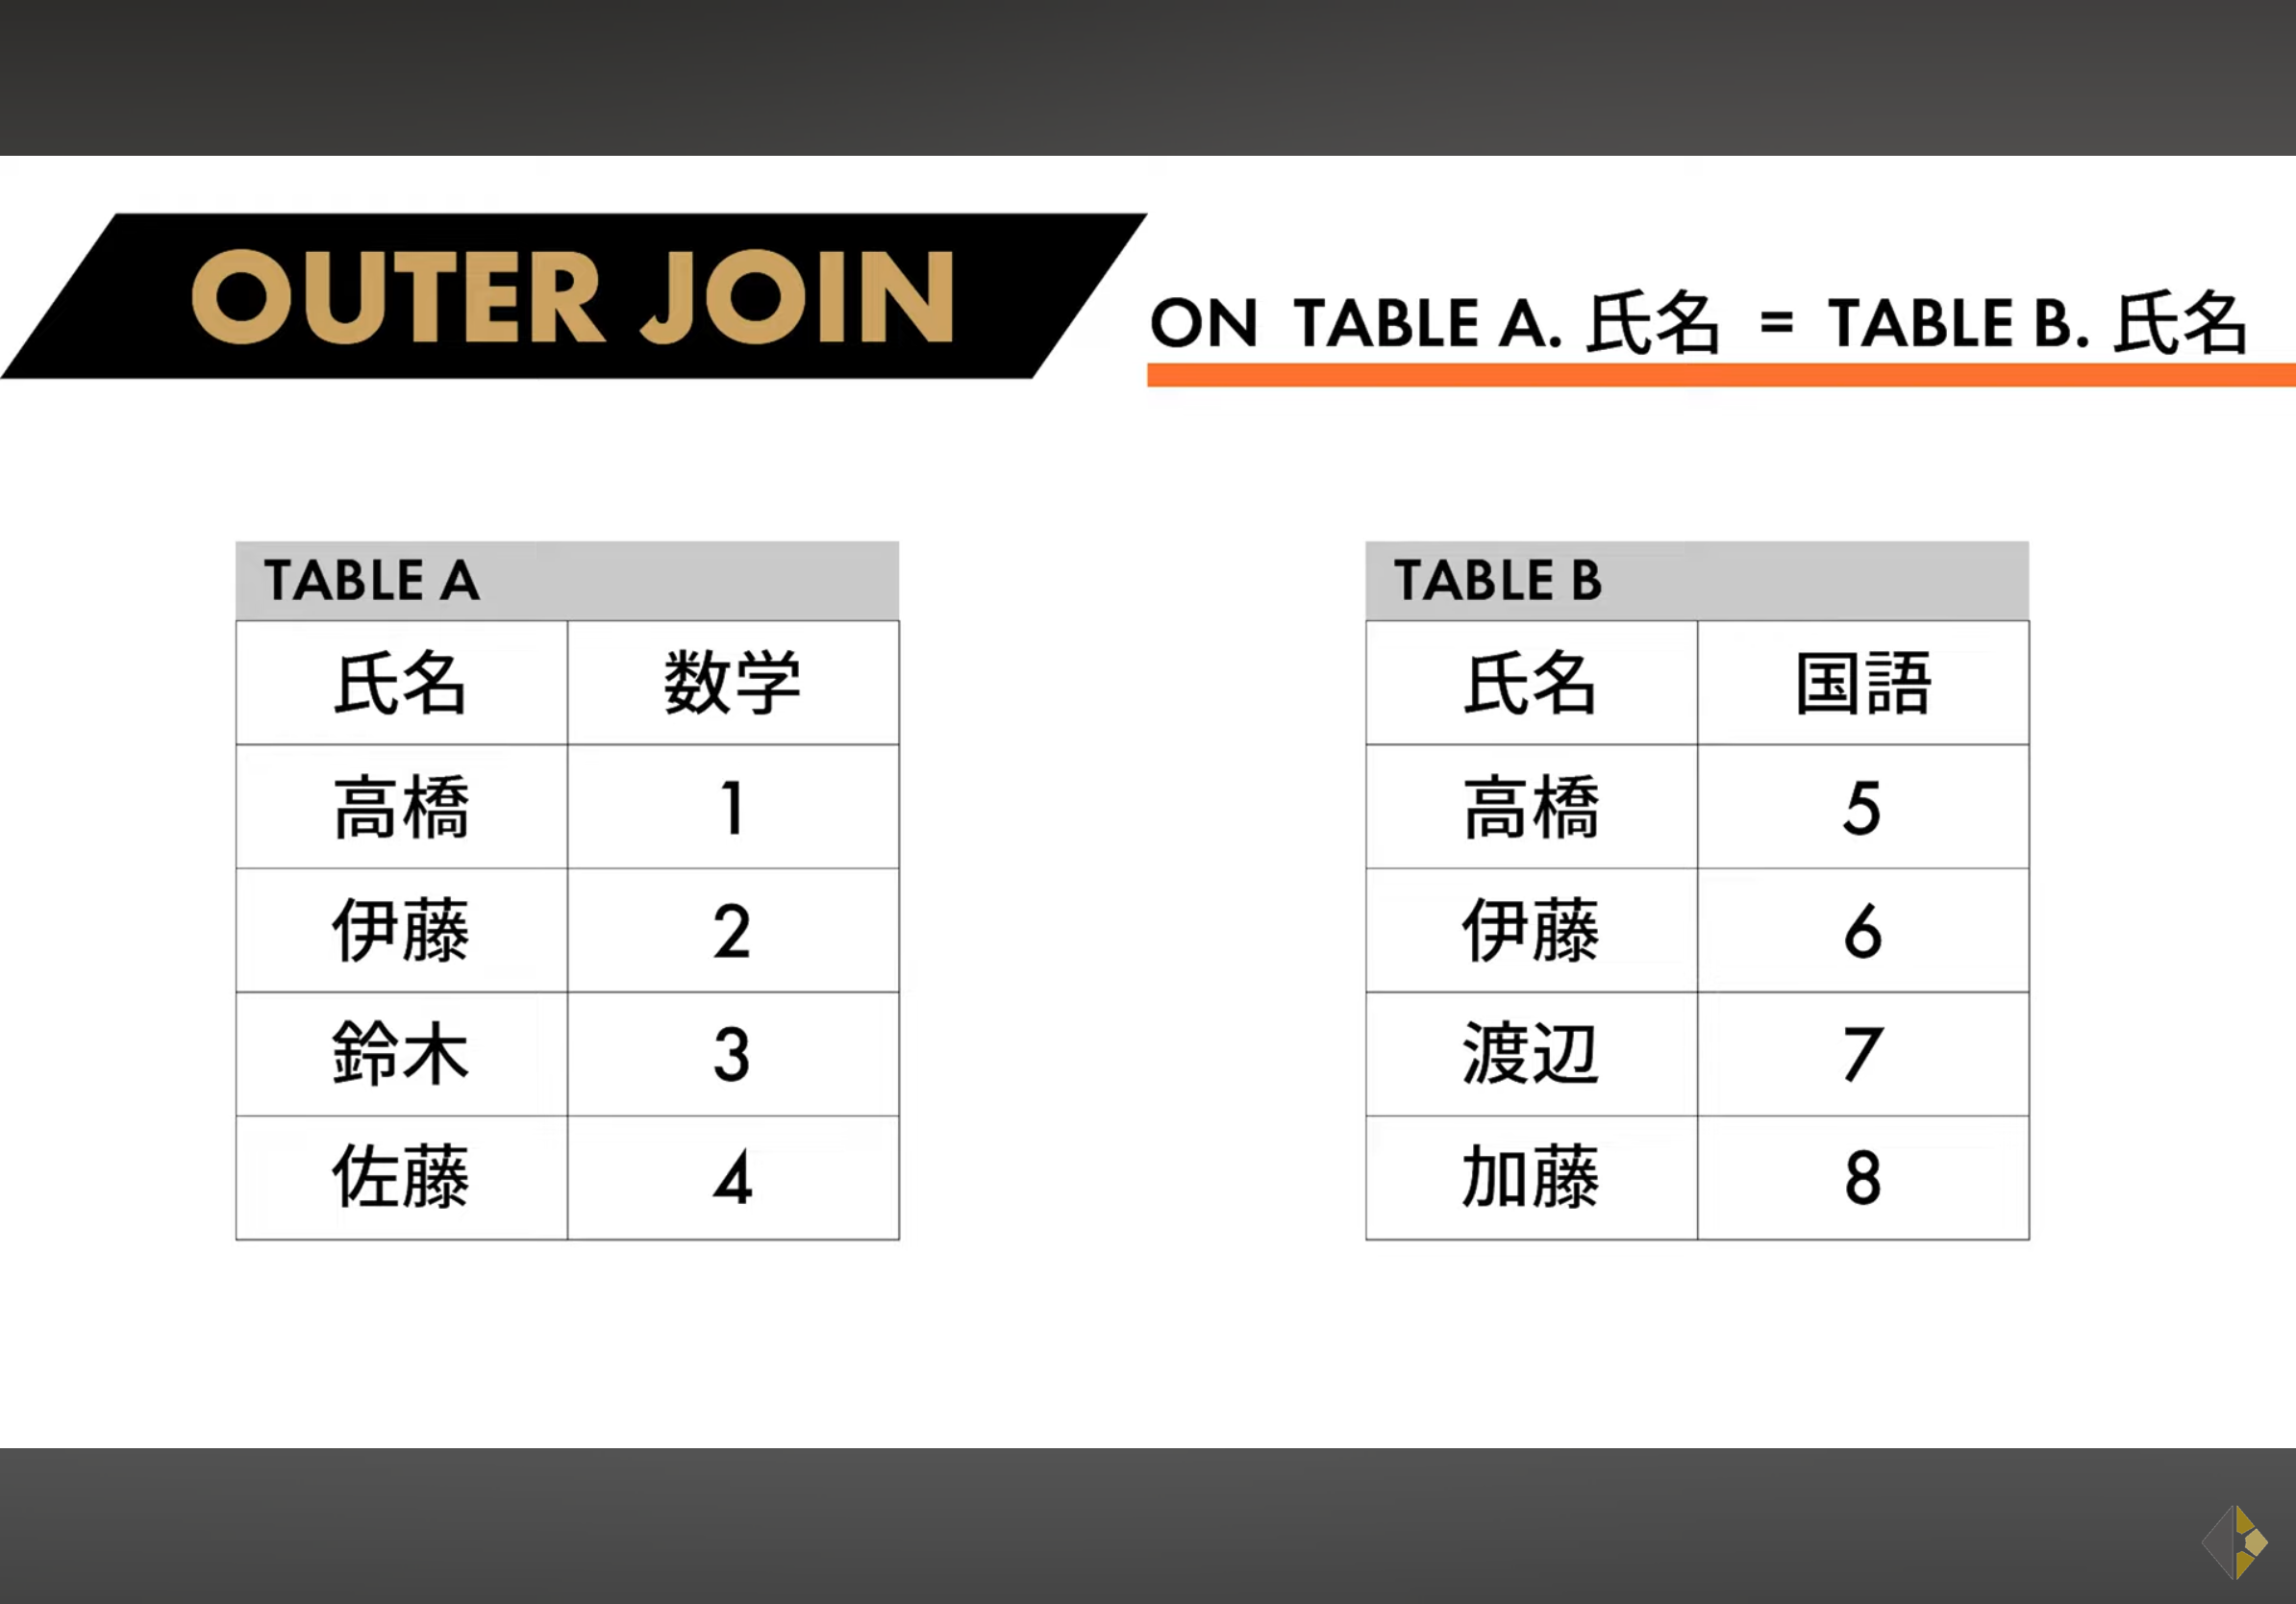 OUTER JOIN
ON TABLE A. 氏名 = TABLE B. 氏名
TABLE A
氏名 数学
高橋 1
伊藤 2
鈴木 3
佐藤 4
TABLE B
氏名 国語
高橋 5
伊藤 6
渡辺 7
加藤 8